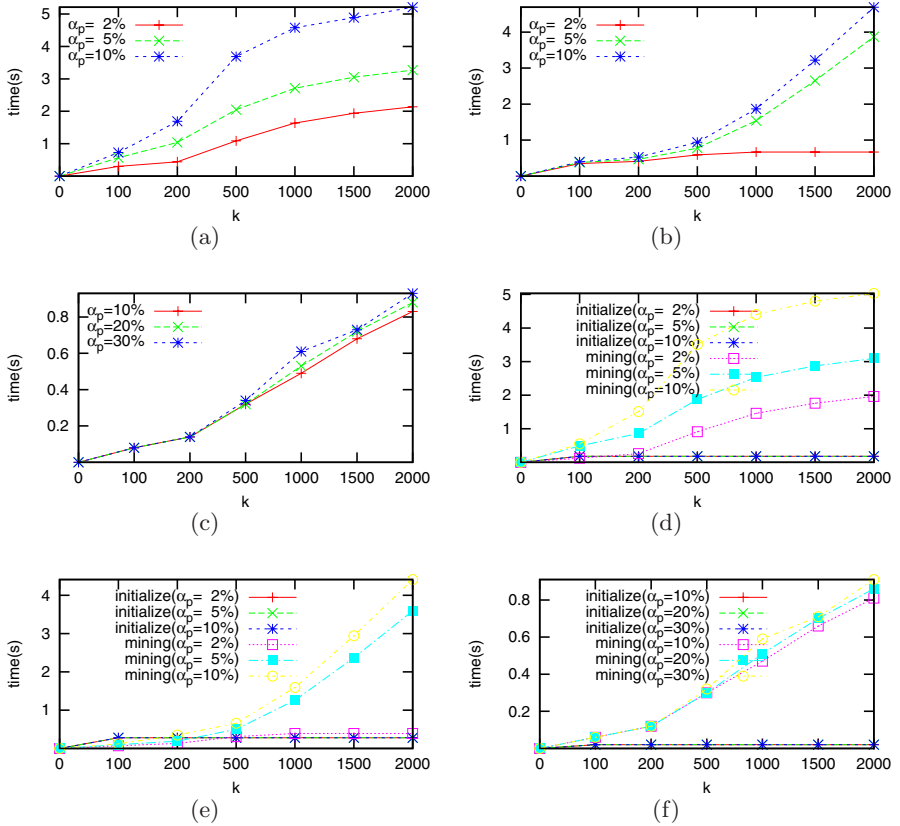 αp= 2%
αp= 5%
αp=10%
5
4
3
2
1
time(s)
0 100 200 500 1000 1500 2000
k
(a)
αp= 2%
αp= 5%
αp=10%
4
3
2
1
time(s)
0 100 200 500 1000 1500 2000
k
(b)
αp=10%
αp=20%
αp=30%
0.8
0.6
0.4
0.2
time(s)
0 100 200 500 1000 1500 2000
k
(c)
initialize(αp= 2%)
initialize(αp= 5%)
initialize(αp=10%)
mining(αp= 2%)
mining(αp= 5%)
mining(αp=10%)
5
4
3
2
1
time(s)
0 100 200 500 1000 1500 2000
k
(d)
initialize(αp= 2%)
initialize(αp= 5%)
initialize(αp=10%)
mining(αp= 2%)
mining(αp= 5%)
mining(αp=10%)
4
3
2
1
time(s)
0 100 200 500 1000 1500 2000
k
(e)
initialize(αp=10%)
initialize(αp=20%)
initialize(αp=30%)
mining(αp=10%)
mining(αp=20%)
mining(αp=30%)
0.8
0.6
0.4
0.2
time(s)
0 100 200 500 1000 1500 2000
k
(f)